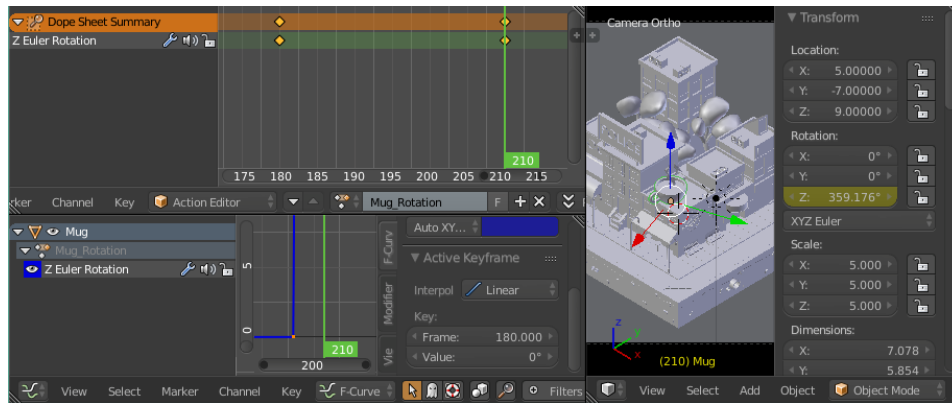 Dope Sheet Summary
Z Euler Rotation
210
175 180 185 190 195 200 205 210 215
rker Channel Key Action Editor Mug_Rotation F
Mug
Mug_Rotation
Z Euler Rotation
5
0
210
200
F-Curv
Modifier
Vie
Auto XY...
Active Keyframe
Interpol Linear
Key:
Frame: 180.000
Value: 0°
View Select Marker Channel Key F-Curve Filters
Camera Ortho
z
y
x
(210) Mug
Transform
Location:
X: 5.00000
Y: -7.00000
Z: 9.00000
Rotation:
X: 0°
Y: 0°
Z: 359.176°
XYZ Euler
Scale:
X: 5.000
Y: 5.000
Z: 5.000
Dimensions:
X: 7.078
Y: 5.854
View Select Add Object Object Mode